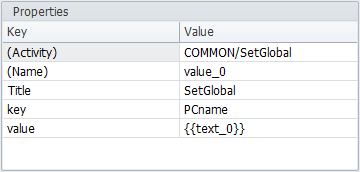 Properties
Key Value
(Activity) COMMON/SetGlobal
(Name) value_0
Title SetGlobal
key PCname
value {{text_0}}